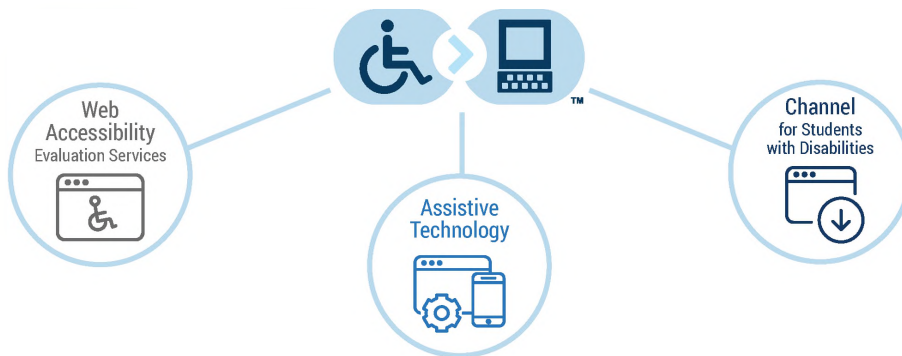 TM
Web
Accessibility
Evaluation Services
Assistive
Technology
Channel
for Students
with Disabilities